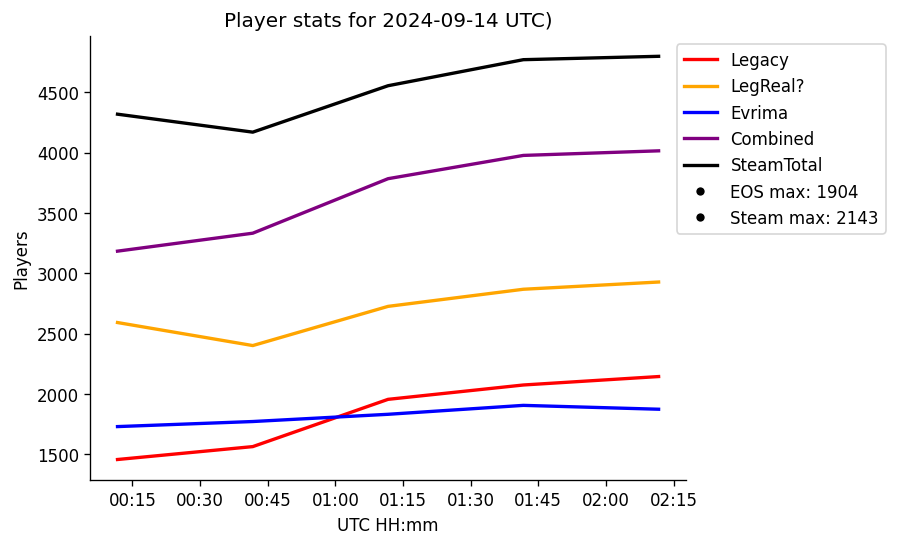 Player stats for 2024-09-14 UTC)
Legacy
LegReal?
Evrima
Combined
SteamTotal
EOS max: 1904
Steam max: 2143
Players
4500
4000
3500
3000
2500
2000
1500
00:15 00:30 00:45 01:00 01:15 01:30 01:45 02:00 02:15
UTC HH:mm